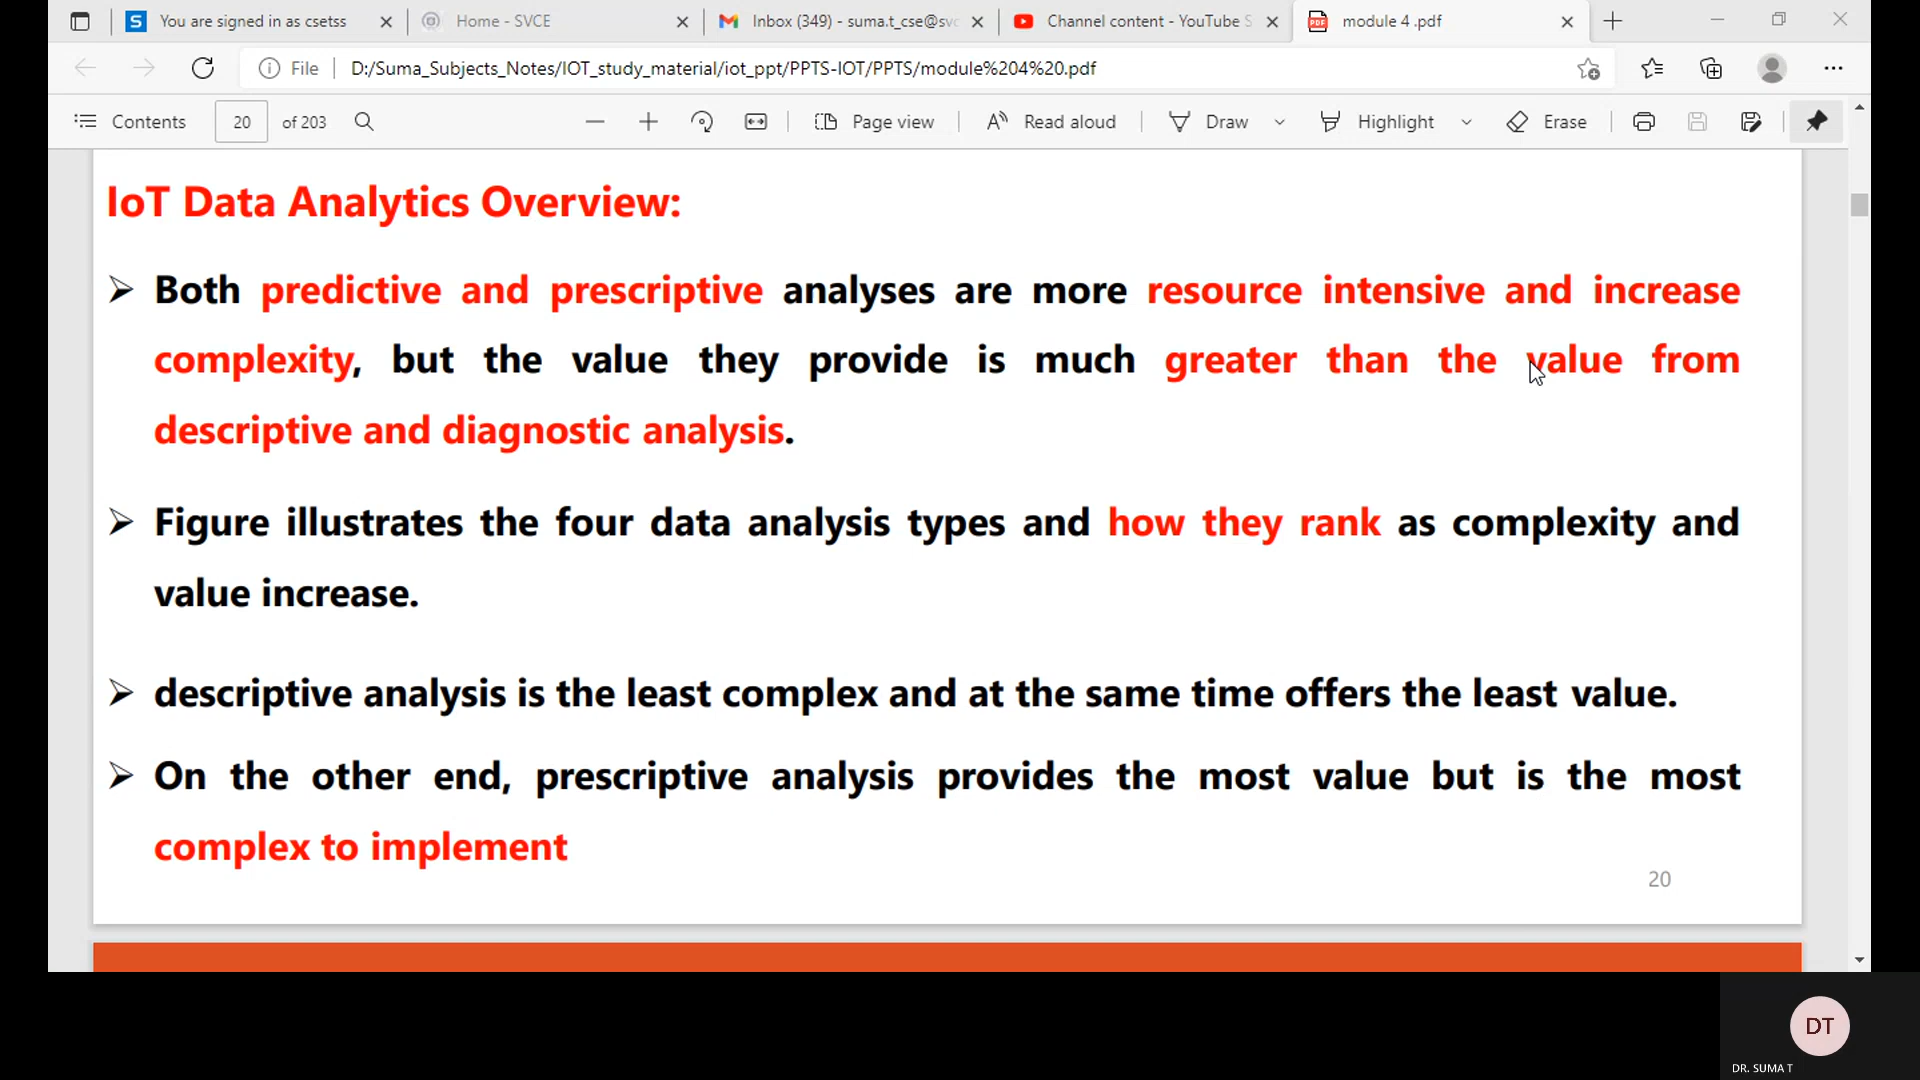 You are signed in as csetss
Home - SVCE
Inbox (349) - suma.t_cse@svc
Channel content - YouTube S
module 4 .pdf
File
D:/Suma_Subjects_Notes/IOT_study_material/iot_ppt/PPTS-IOT/PPTS/module%204%20.pdf
Contents
20
of 203
Page view
Read aloud
Draw
Highlight
Erase
IoT Data Analytics Overview:
➢ Both predictive and prescriptive analyses are more resource intensive and increase
complexity, but the value they provide is much greater than the value from
descriptive and diagnostic analysis.
➢ Figure illustrates the four data analysis types and how they rank as complexity and
value increase.
➢ descriptive analysis is the least complex and at the same time offers the least value.
➢ On the other end, prescriptive analysis provides the most value but is the most
complex to implement
20
DT
DR. SUMA T